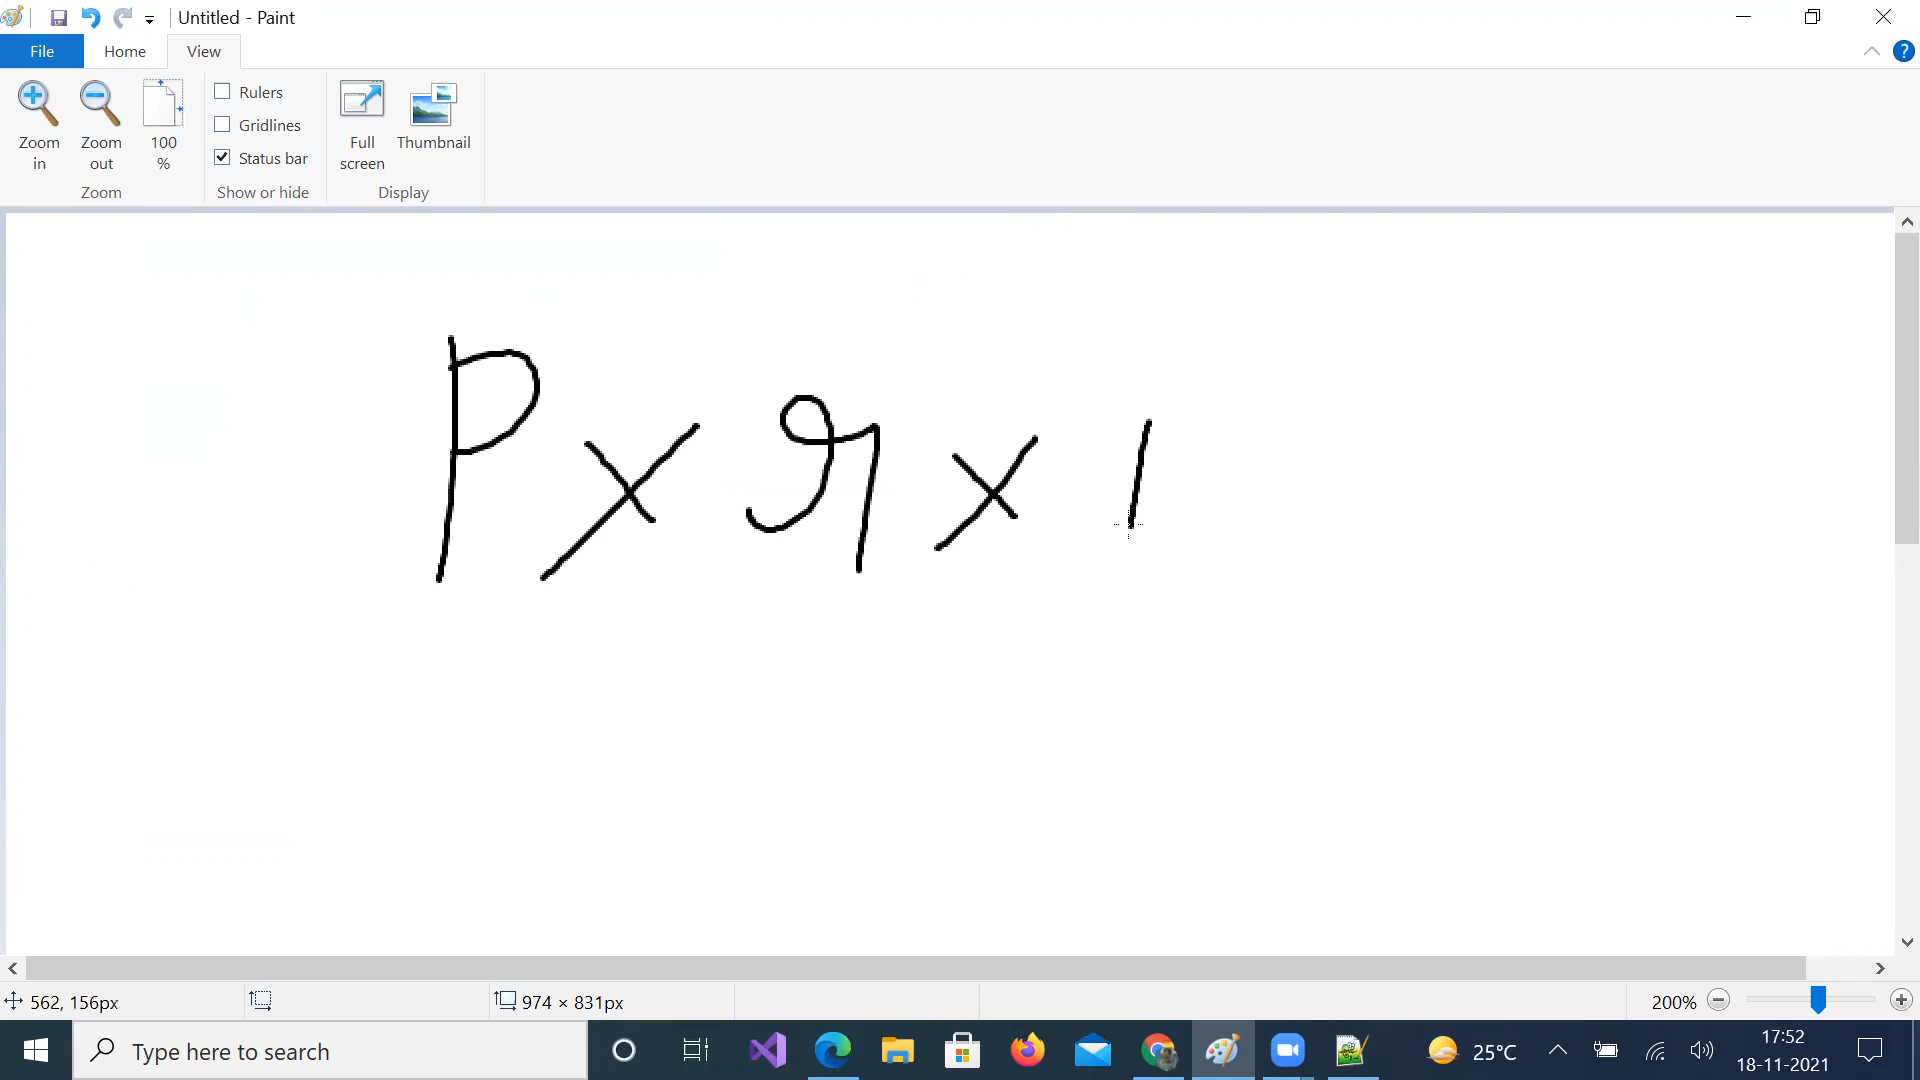 Untitled - Paint
File Home View
Zoom in
Zoom out
100 %
Rulers
Gridlines
Status bar
Full screen
Thumbnail
Zoom
Show or hide
Display
P x r x
562, 156px
974 × 831px
200%
Type here to search
25°C
17:52
18-11-2021